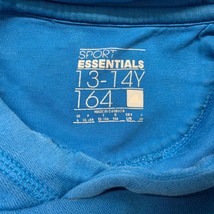 SPORT
ESSENTIALS
13-14Y
164
MADE IN CAMBODIA